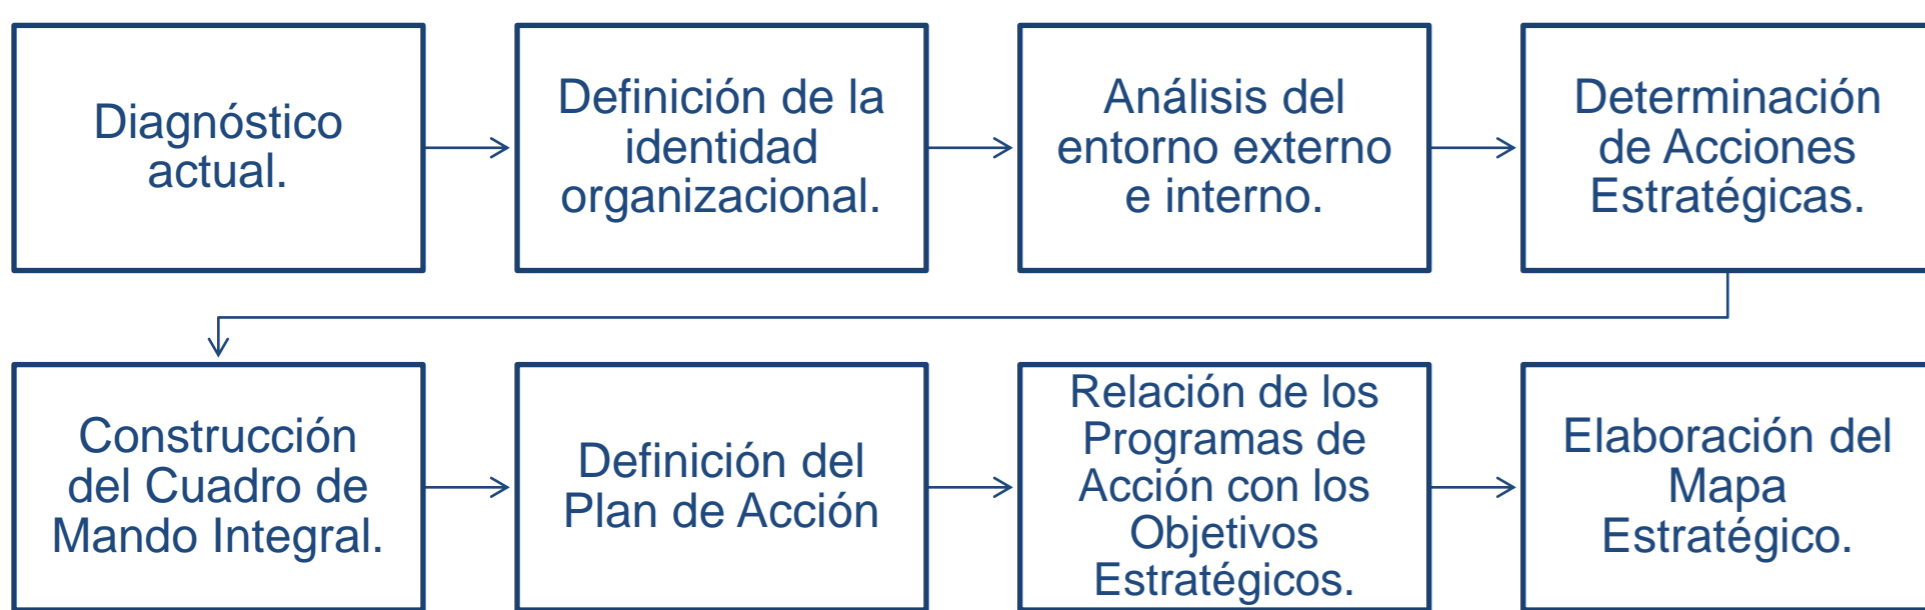 Diagnóstico
actual.
Definición de la
identidad
organizacional.
Análisis del
entorno externo
e interno.
Determinación
de Acciones
Estratégicas.
Construcción
del Cuadro de
Mando Integral.
Definición del
Plan de Acción
Relación de los
Programas de
Acción con los
Objetivos
Estratégicos.
Elaboración del
Mapa
Estratégico.